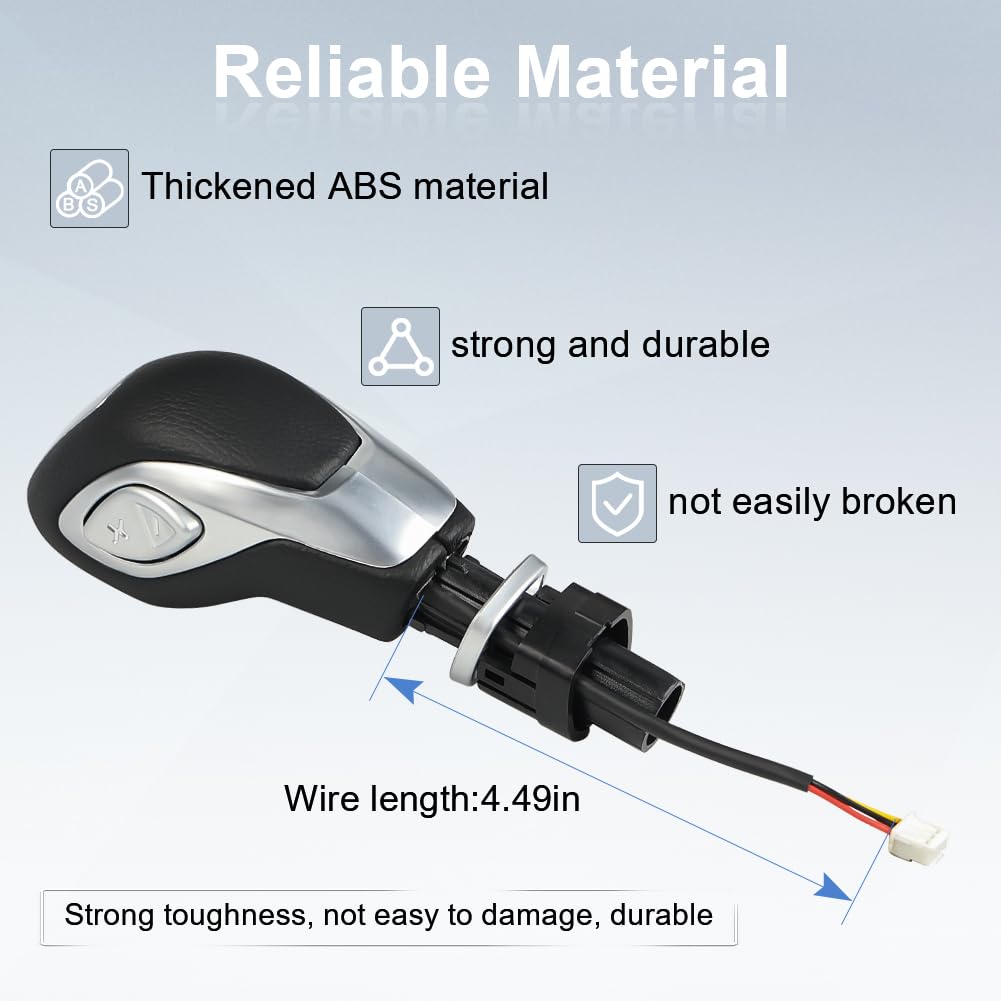 Reliable Material
A
B S
Thickened ABS material
strong and durable
not easily broken
+ -
Wire length:4.49in
Strong toughness, not easy to damage, durable